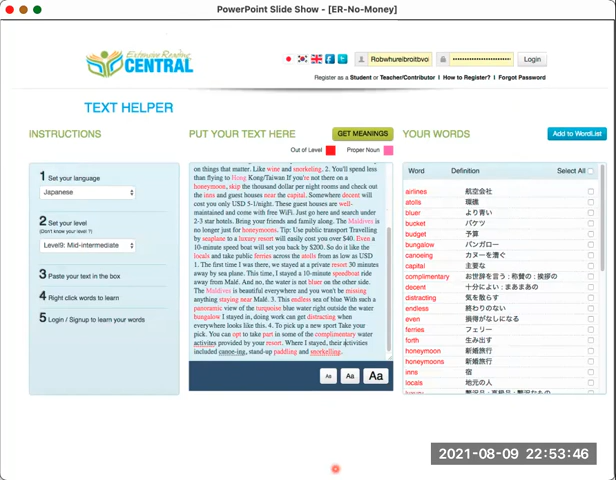 PowerPoint Slide Show - [ER-No-Money]
Extensive Reading
CENTRAL
Robwhureibroitbvo
Login
Register as a Student or Teacher/Contributor | How to Register? | Forgot Password
TEXT HELPER
INSTRUCTIONS
1 Set your language
Japanese
2 Set your level
(Don't know your level ?)
Level9: Mid-intermediate
3 Paste your text in the box
4 Right click words to learn
5 Login / Signup to learn your words
PUT YOUR TEXT HERE
GET MEANINGS
Out of Level
Proper Noun
on things that matter. Like wine and snorkeling. 2. You'll spend less
than flying to Hong Kong/Taiwan If you're not there on a
honeymoon, skip the thousand dollar per night rooms and check out
the inns and guest houses near the capital. Somewhere decent will
cost you only USD 5-1/night. These guest houses are well-
maintained and come with free WiFi. Just go here and search under
2-3 star hotels. Bring your friends and family along. The Maldives is
no longer just for honeymoons. Tip: Use public transport Travelling
by seaplane to a luxury resort will easily cost you over $40. Even a
10-minute speed boat will set you back by $200. So do it like the
locals and take public ferries across the atolls from as low as USD
1. The first time I was there, we stayed at a private resort 30 minutes
away by sea plane. This time, I stayed a 10-minute speedboat ride
away from Malé. And no, the water is not bluer on the other side.
The Maldives is beautiful everywhere and you won't be missing
anything staying near Malé. 3. This endless sea of blue With such a
panoramic view of the turquoise blue water right outside the water
bungalow I stayed in, doing work can get distracting when
everywhere looks like this. 4. To pick up a new sport Take your
pick. You can opt to take part in some of the complimentary water
activites provided by your resort. Where I stayed, their activities
included canoe-ing, stand-up paddling and snorkelling.
Aa
Aa
Aa
YOUR WORDS
Add to WordList
Word Definition Select All
airlines 航空会社
atolls 環礁
bluer より青い
bucket バケツ
budget 予算
bungalow バンガロー
canoeing カヌーを漕ぐ
capital 主要な
complimentary お世辞を言う：称賛の：挨拶の
decent 十分によい：まあまあの
distracting 気を散らす
endless 終わりのない
even 損得がなしになる
ferries フェリー
forth 生み出す
honeymoon 新婚旅行
honeymoons 新婚旅行
inns 宿
locals 地元の人
2021-08-09 22:53:46